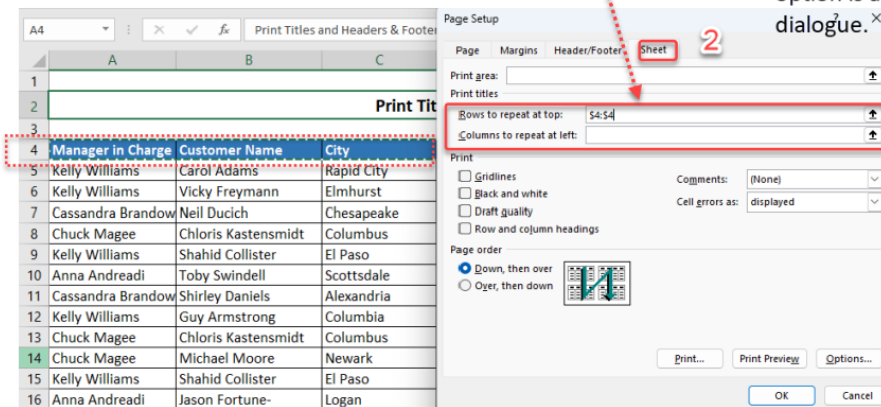 option is a
dialogue.
A4 fx Print Titles and Headers & Footer
A B C
1
2 Print Tit
3
4 Manager in Charge Customer Name City
5 Kelly Williams Carol Adams Rapid City
6 Kelly Williams Vicky Freymann Elmhurst
7 Cassandra Brandow Neil Ducich Chesapeake
8 Chuck Magee Chloris Kastensmidt Columbus
9 Kelly Williams Shahid Collister El Paso
10 Anna Andreadi Toby Swindell Scottsdale
11 Cassandra Brandow Shirley Daniels Alexandria
12 Kelly Williams Guy Armstrong Columbia
13 Chuck Magee Chloris Kastensmidt Columbus
14 Chuck Magee Michael Moore Newark
15 Kelly Williams Shahid Collister El Paso
16 Anna Andreadi Jason Fortune- Logan
Page Setup ?
Page Margins Header/Footer Sheet 2
Print area:
Print titles
Rows to repeat at top: $4:$4
Columns to repeat at left:
Print
Gridlines Comments: (None)
Black and white Cell errors as: displayed
Draft quality
Row and column headings
Page order
Down, then over
Over, then down
Print... Print Preview Options...
OK Cancel